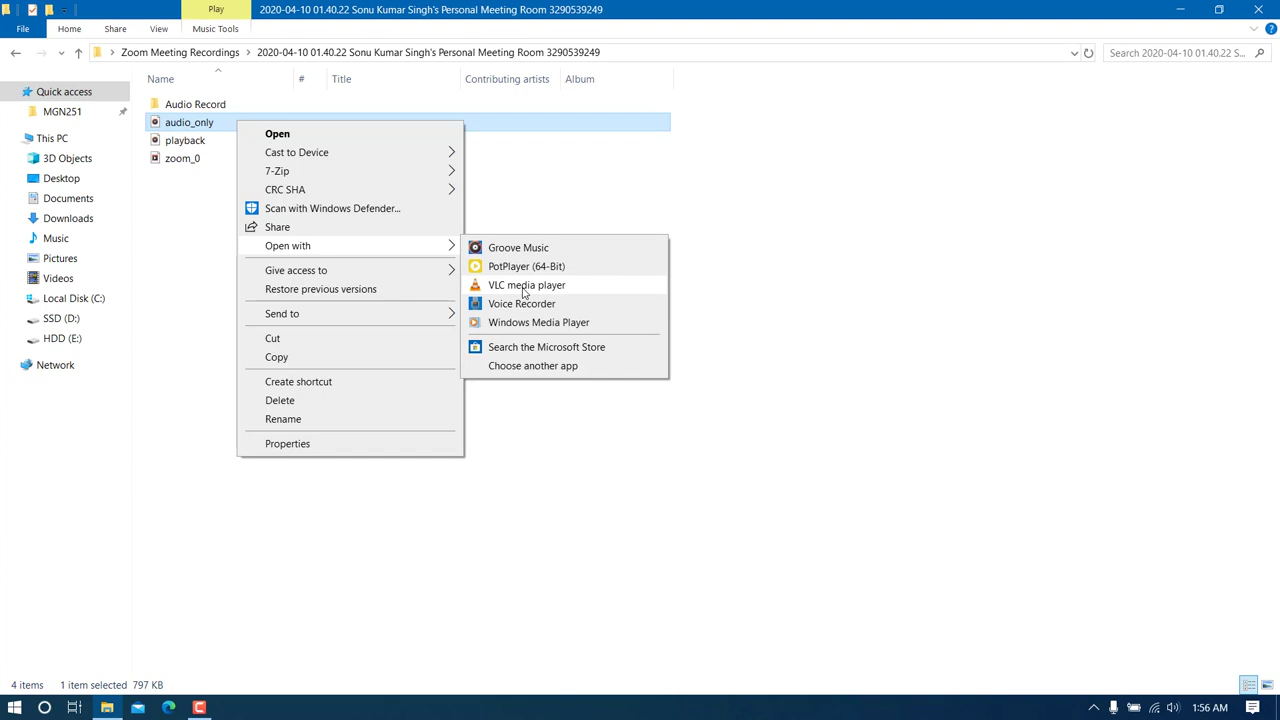 Play
2020-04-10 01.40.22 Sonu Kumar Singh's Personal Meeting Room 3290539249
File
Home
Share
View
Music Tools
Zoom Meeting Recordings
2020-04-10 01.40.22 Sonu Kumar Singh's Personal Meeting Room 3290539249
Search 2020-04-10 01.40.22 S...
Name
#
Title
Contributing artists
Album
Quick access
MGN251
This PC
3D Objects
Desktop
Documents
Downloads
Music
Pictures
Videos
Local Disk (C:)
SSD (D:)
HDD (E:)
Network
Audio Record
audio_only
playback
zoom_0
Open
Cast to Device
7-Zip
CRC SHA
Scan with Windows Defender...
Share
Open with
Give access to
Restore previous versions
Send to
Cut
Copy
Create shortcut
Delete
Rename
Properties
Groove Music
PotPlayer (64-Bit)
VLC media player
Voice Recorder
Windows Media Player
Search the Microsoft Store
Choose another app
4 items
1 item selected 797 KB
1:56 AM